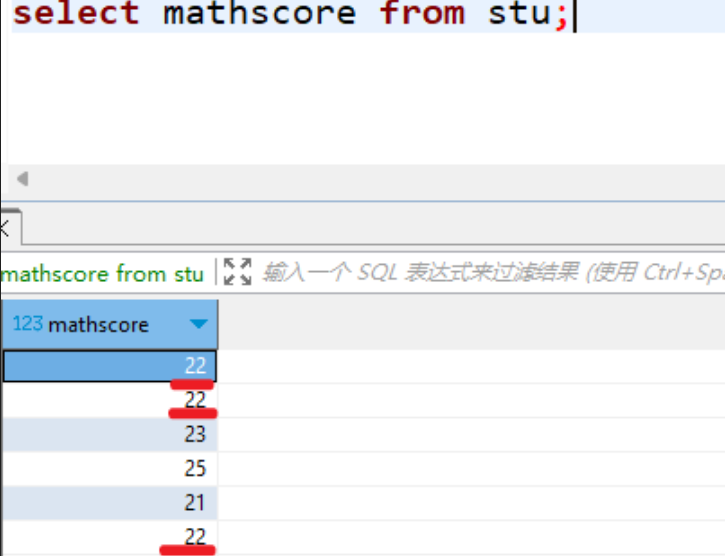 select mathscore from stu;
mathscore from stu 输入一个 SQL 表达式来过滤结果 (使用 Ctrl+Spa
123 mathscore
22
22
23
25
21
22